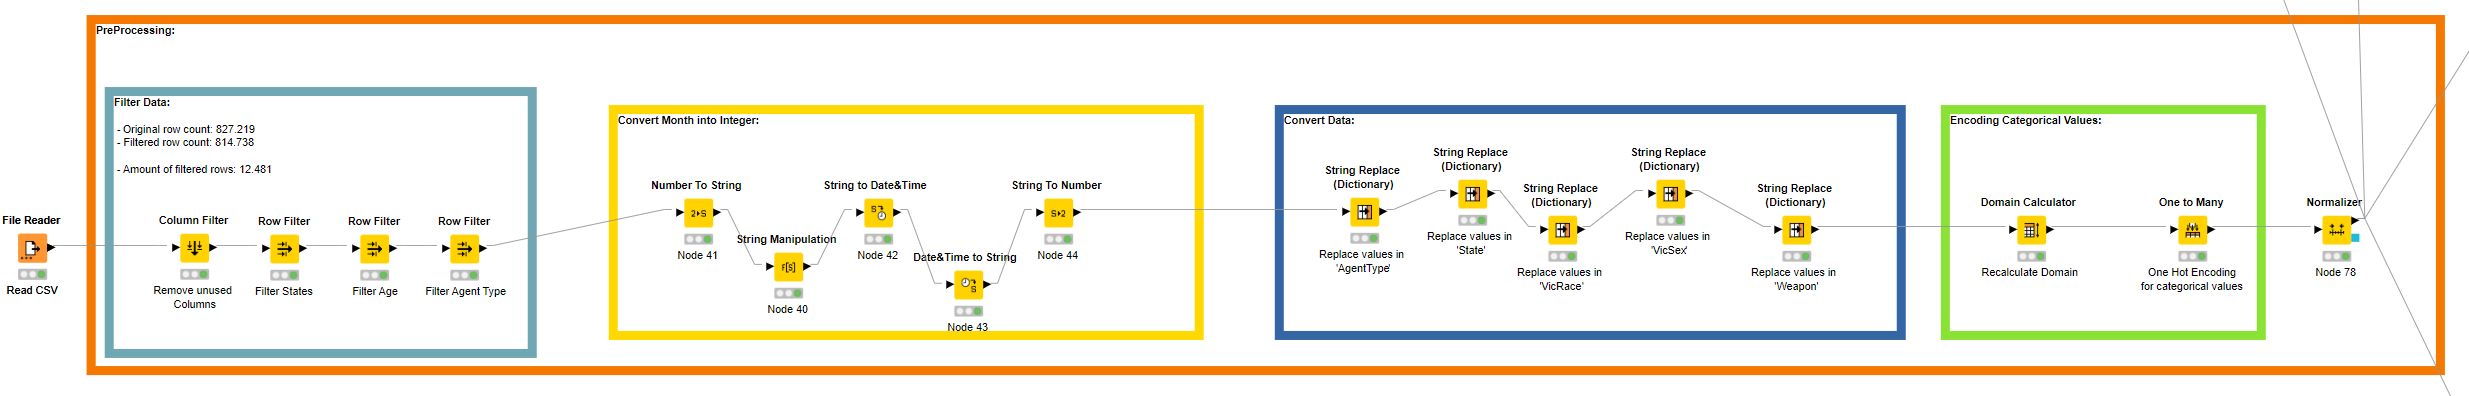 PreProcessing:
File Reader
Read CSV
Filter Data:
- Original row count: 827.219
- Filtered row count: 814.738
- Amount of filtered rows: 12.481
Column Filter
Remove unused
Columns
Row Filter
Filter States
Row Filter
Filter Age
Row Filter
Filter Agent Type
Convert Month into Integer:
Number To String
2▸S
Node 41
String Manipulation
F[S]
Node 40
String to Date&Time
S
Node 42
Date&Time to String
S
Node 43
String To Number
S▸2
Node 44
Convert Data:
String Replace
(Dictionary)
Replace values in
'AgentType'
String Replace
(Dictionary)
Replace values in
'State'
String Replace
(Dictionary)
Replace values in
'VicRace'
String Replace
(Dictionary)
Replace values in
'VicSex'
String Replace
(Dictionary)
Replace values in
'Weapon'
Encoding Categorical Values:
Domain Calculator
Recalculate Domain
One to Many
One Hot Encoding
for categorical values
Normalizer
Node 78